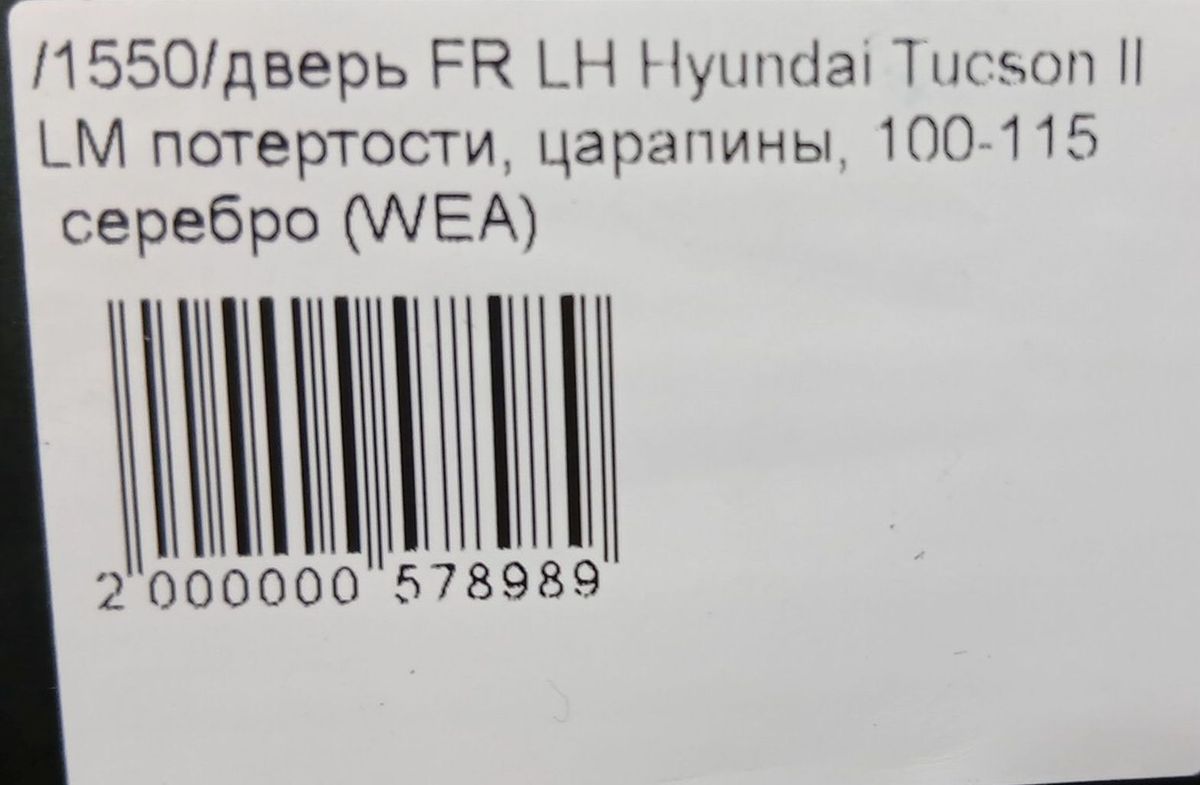 /1550/дверь FR LH Hyundai Tucson II
LM потертости, царапины, 100-115
серебро (WEA)
2 000000 578989